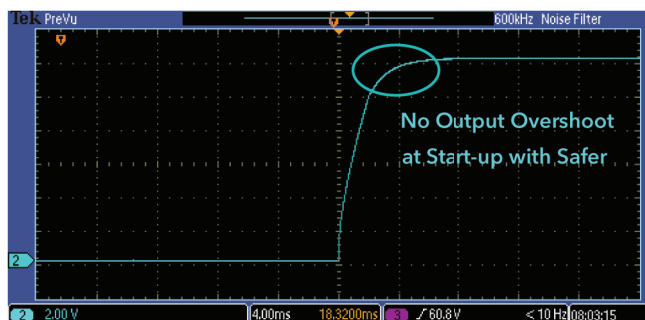 Tek PreVu 600kHz Noise Filter
T
T
No Output Overshoot
at Start-up with Safer
2
2 2.00 V 4.00ms 18.3200ms 3 60.8 V < 10 Hz 08:03:15